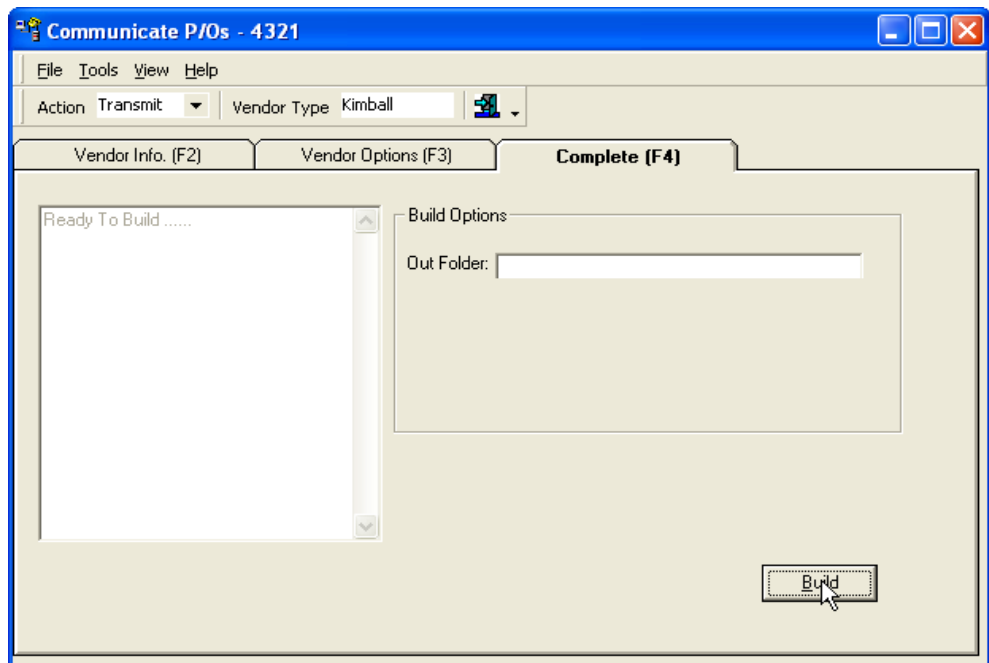 Communicate P/Os - 4321
File Tools View Help
Action Transmit Vendor Type Kimball
Vendor Info. (F2) Vendor Options (F3) Complete (F4)
Ready To Build ......
Build Options
Out Folder:
Build